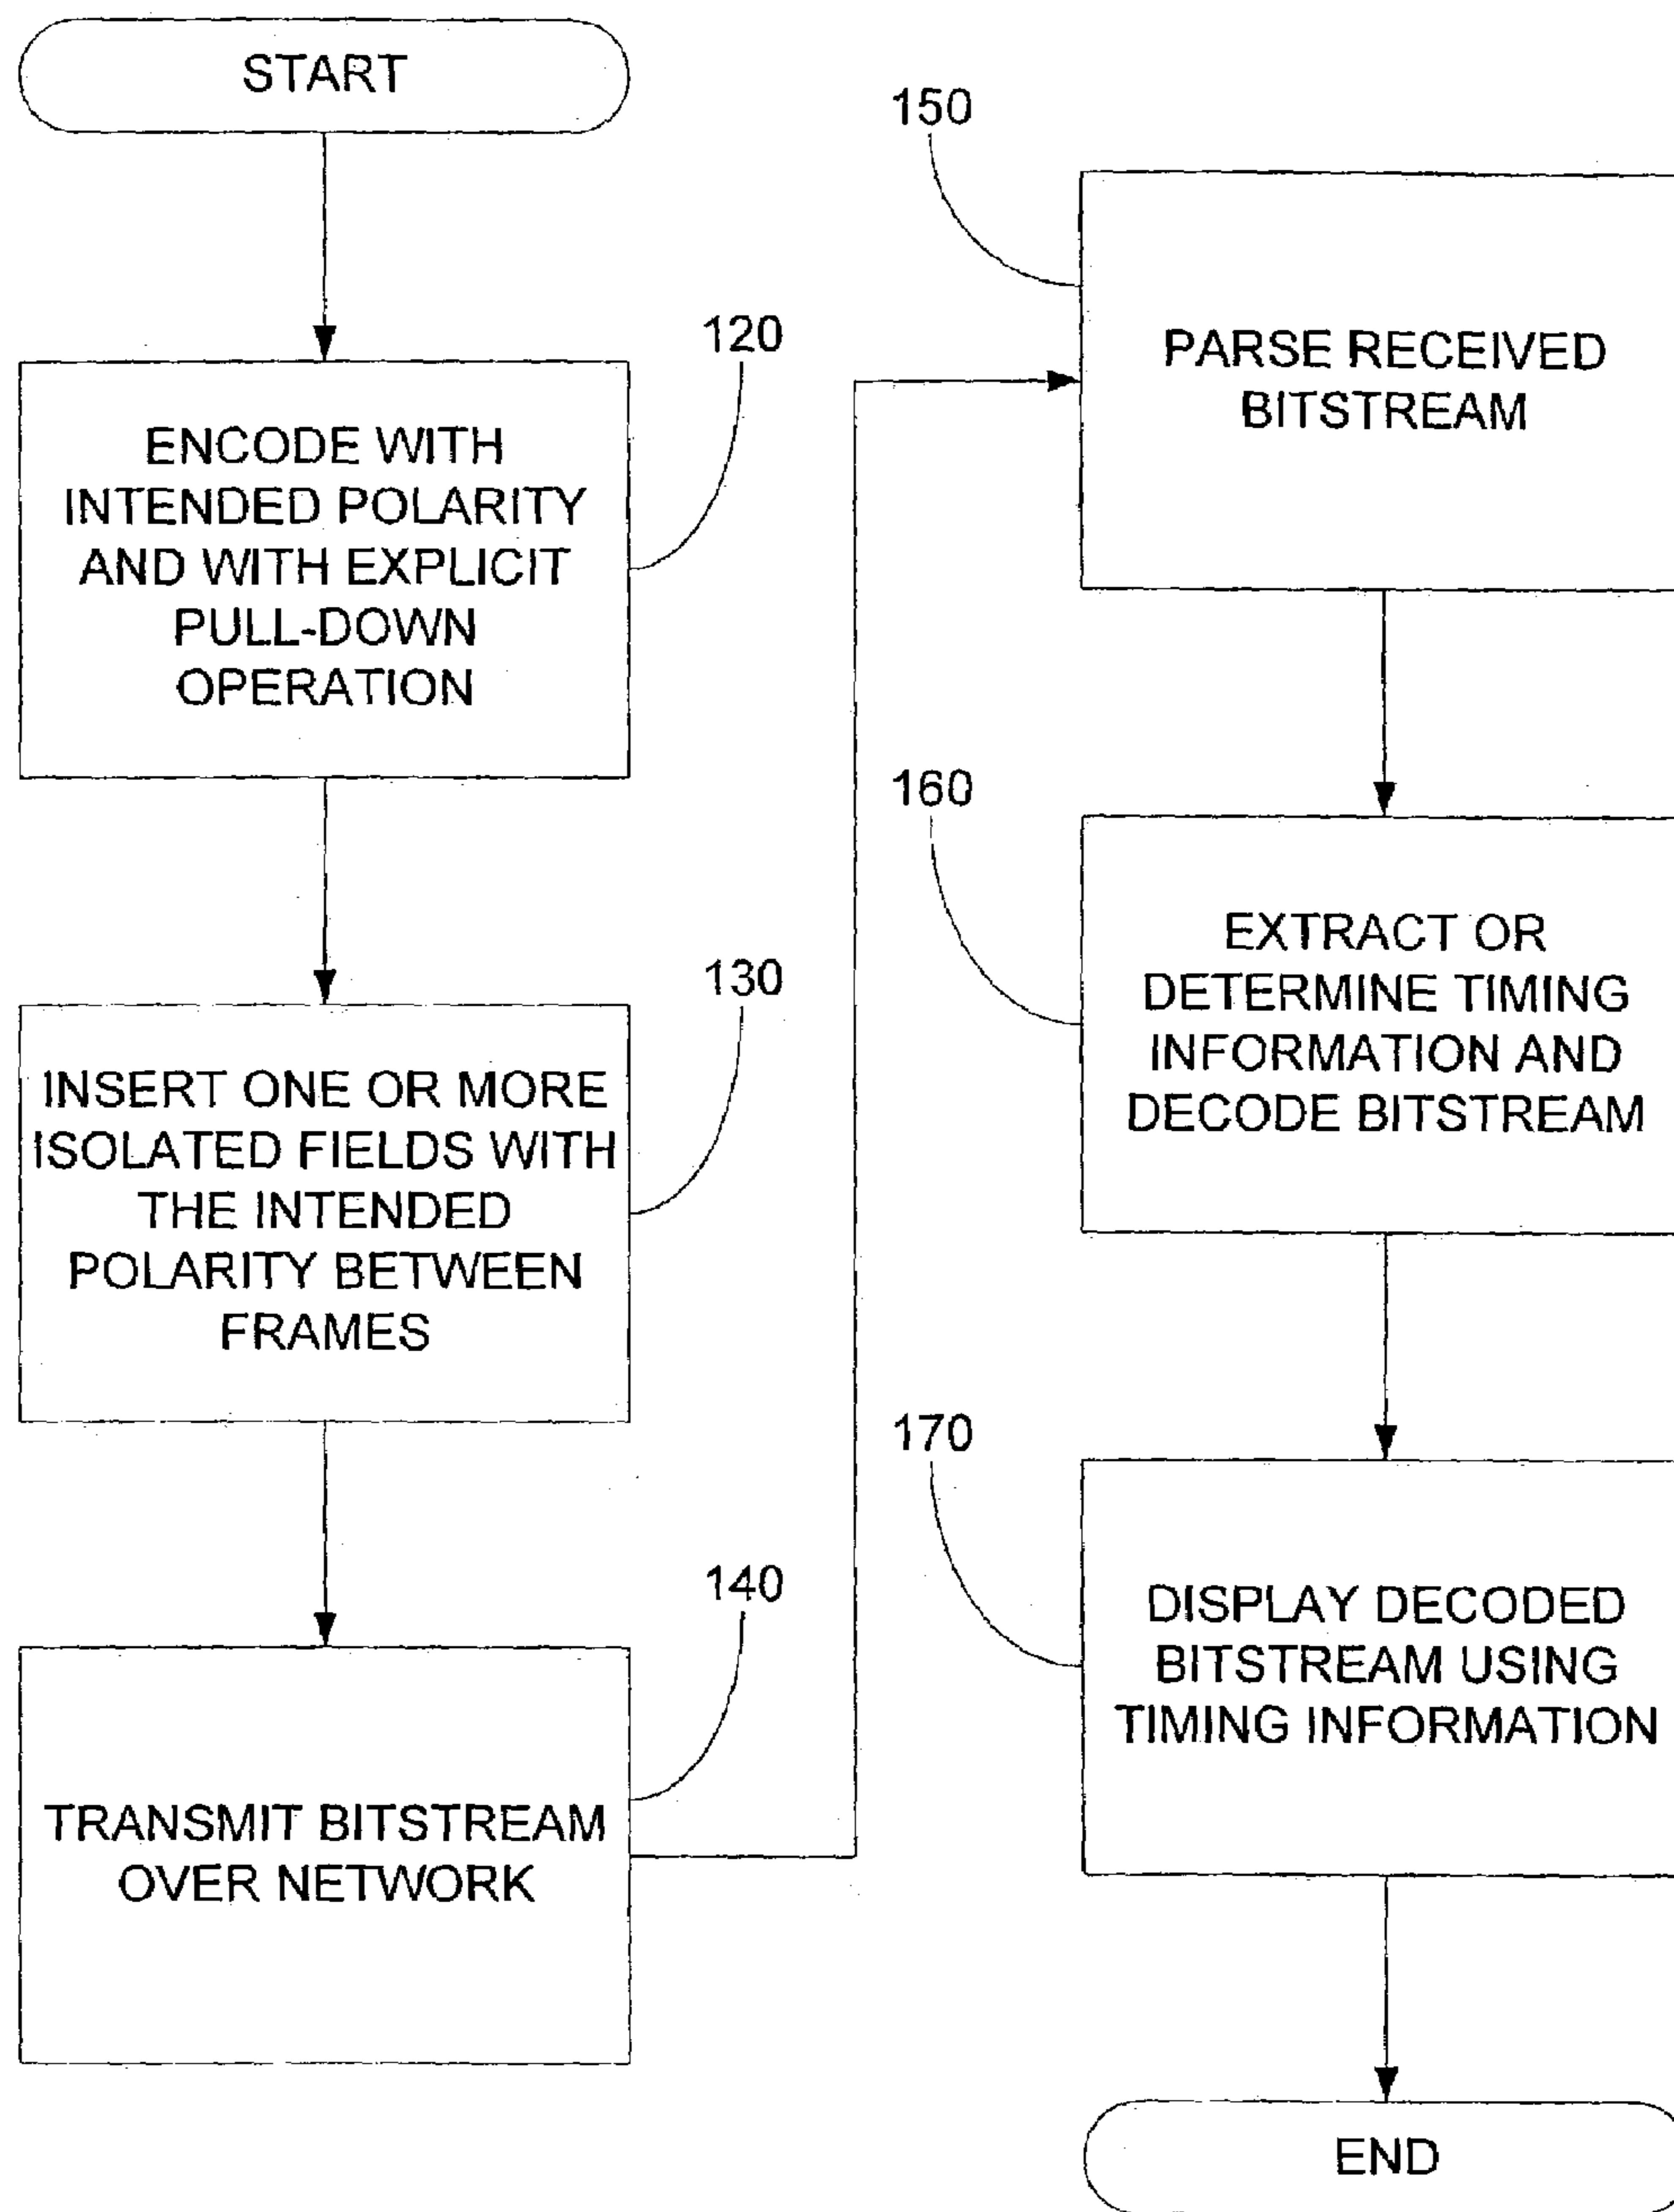 START
120
ENCODE WITH
INTENDED POLARITY
AND WITH EXPLICIT
PULL-DOWN
OPERATION
130
INSERT ONE OR MORE
ISOLATED FIELDS WITH
THE INTENDED
POLARITY BETWEEN
FRAMES
140
TRANSMIT BITSTREAM
OVER NETWORK
150
PARSE RECEIVED
BITSTREAM
160
EXTRACT OR
DETERMINE TIMING
INFORMATION AND
DECODE BITSTREAM
170
DISPLAY DECODED
BITSTREAM USING
TIMING INFORMATION
END